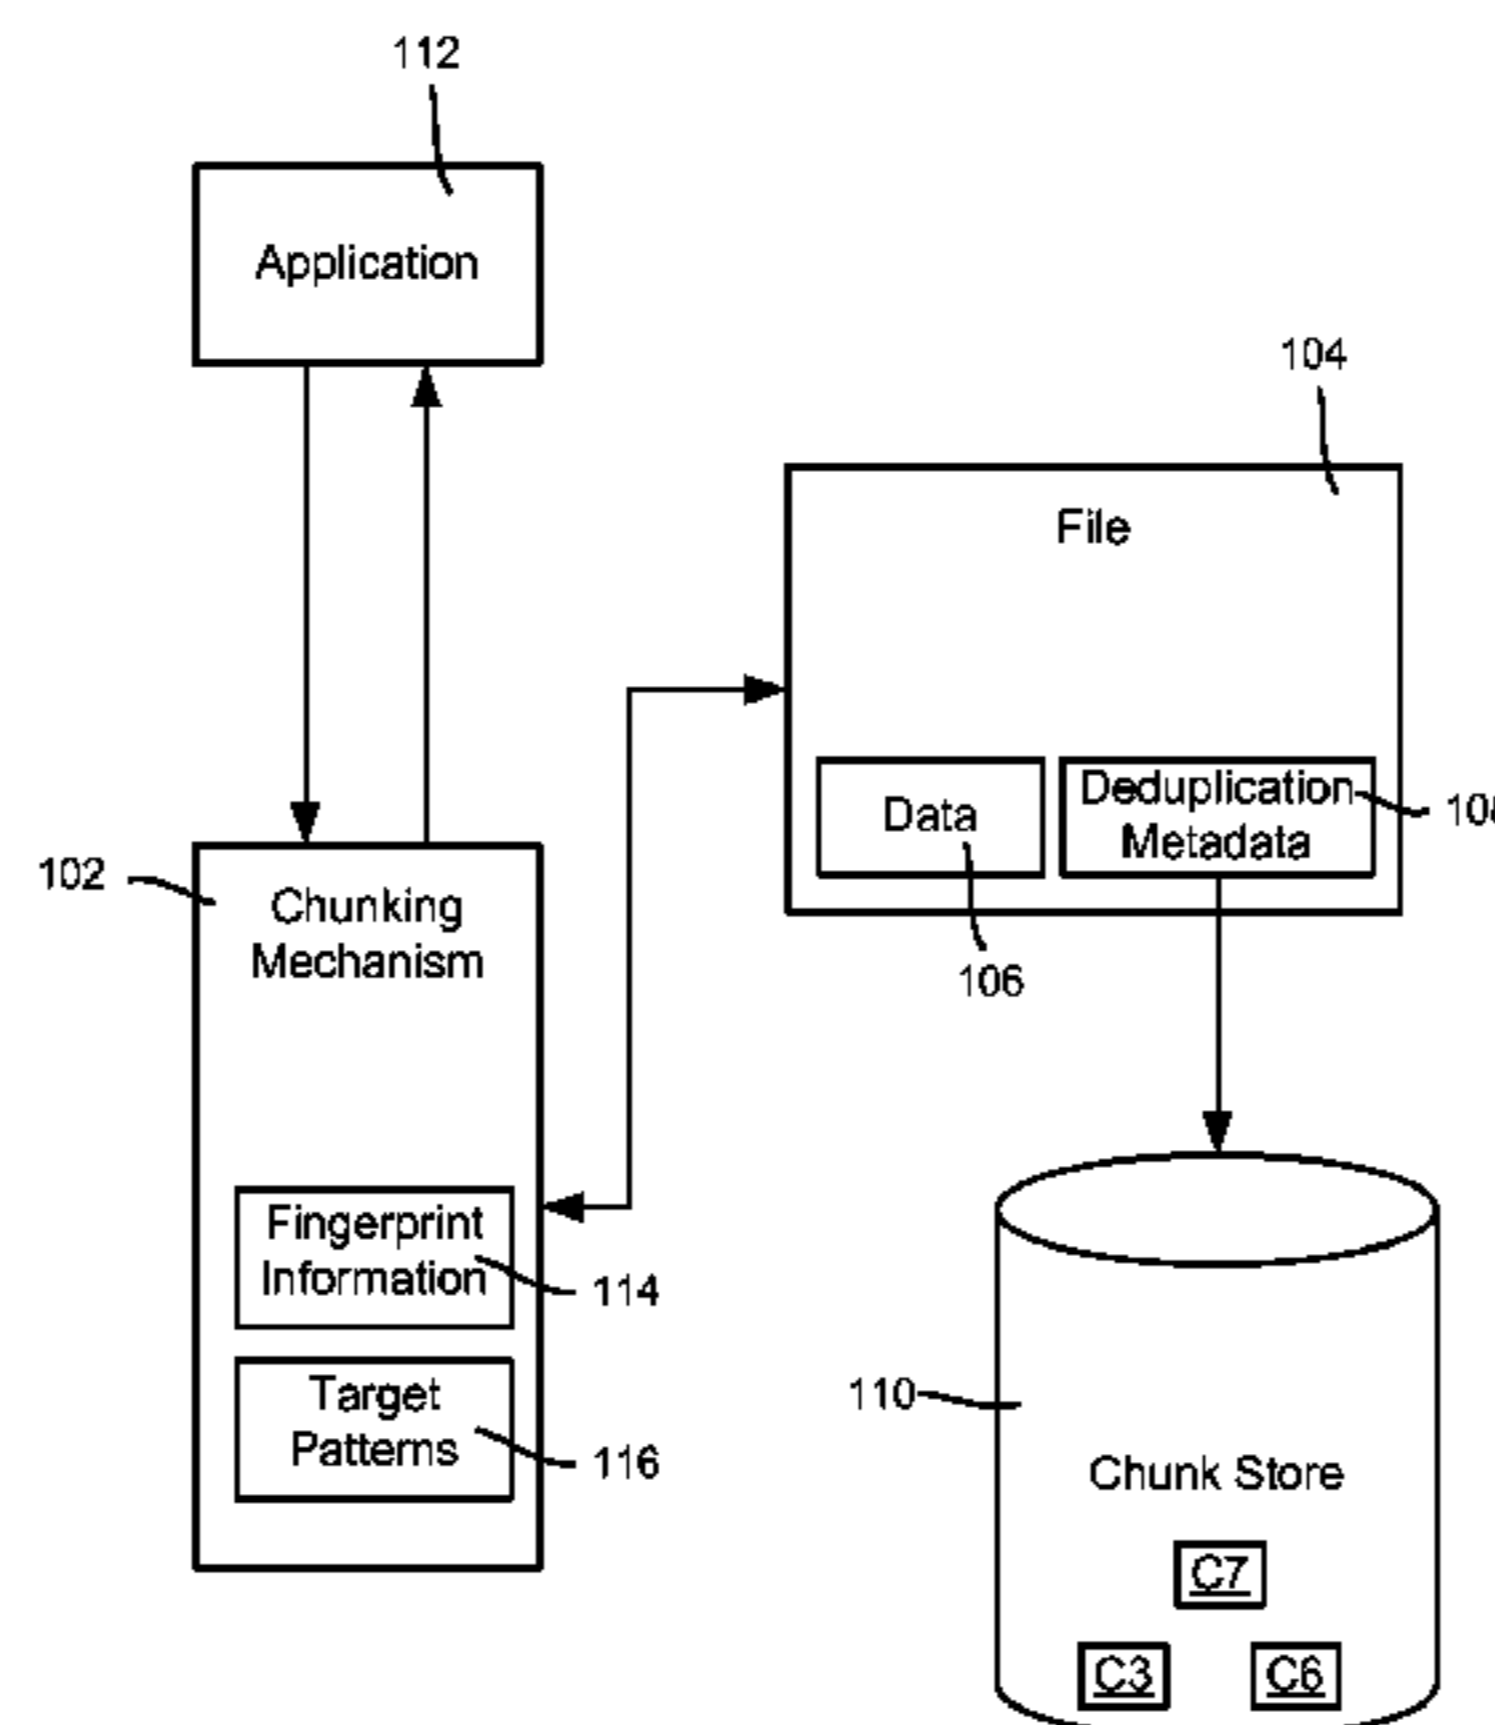 112
Application
104
File
Data
Deduplication
Metadata
102
Chunking
Mechanism
106
Fingerprint
Information
114
Target
Patterns
116
110
Chunk Store
C7
C3
C6